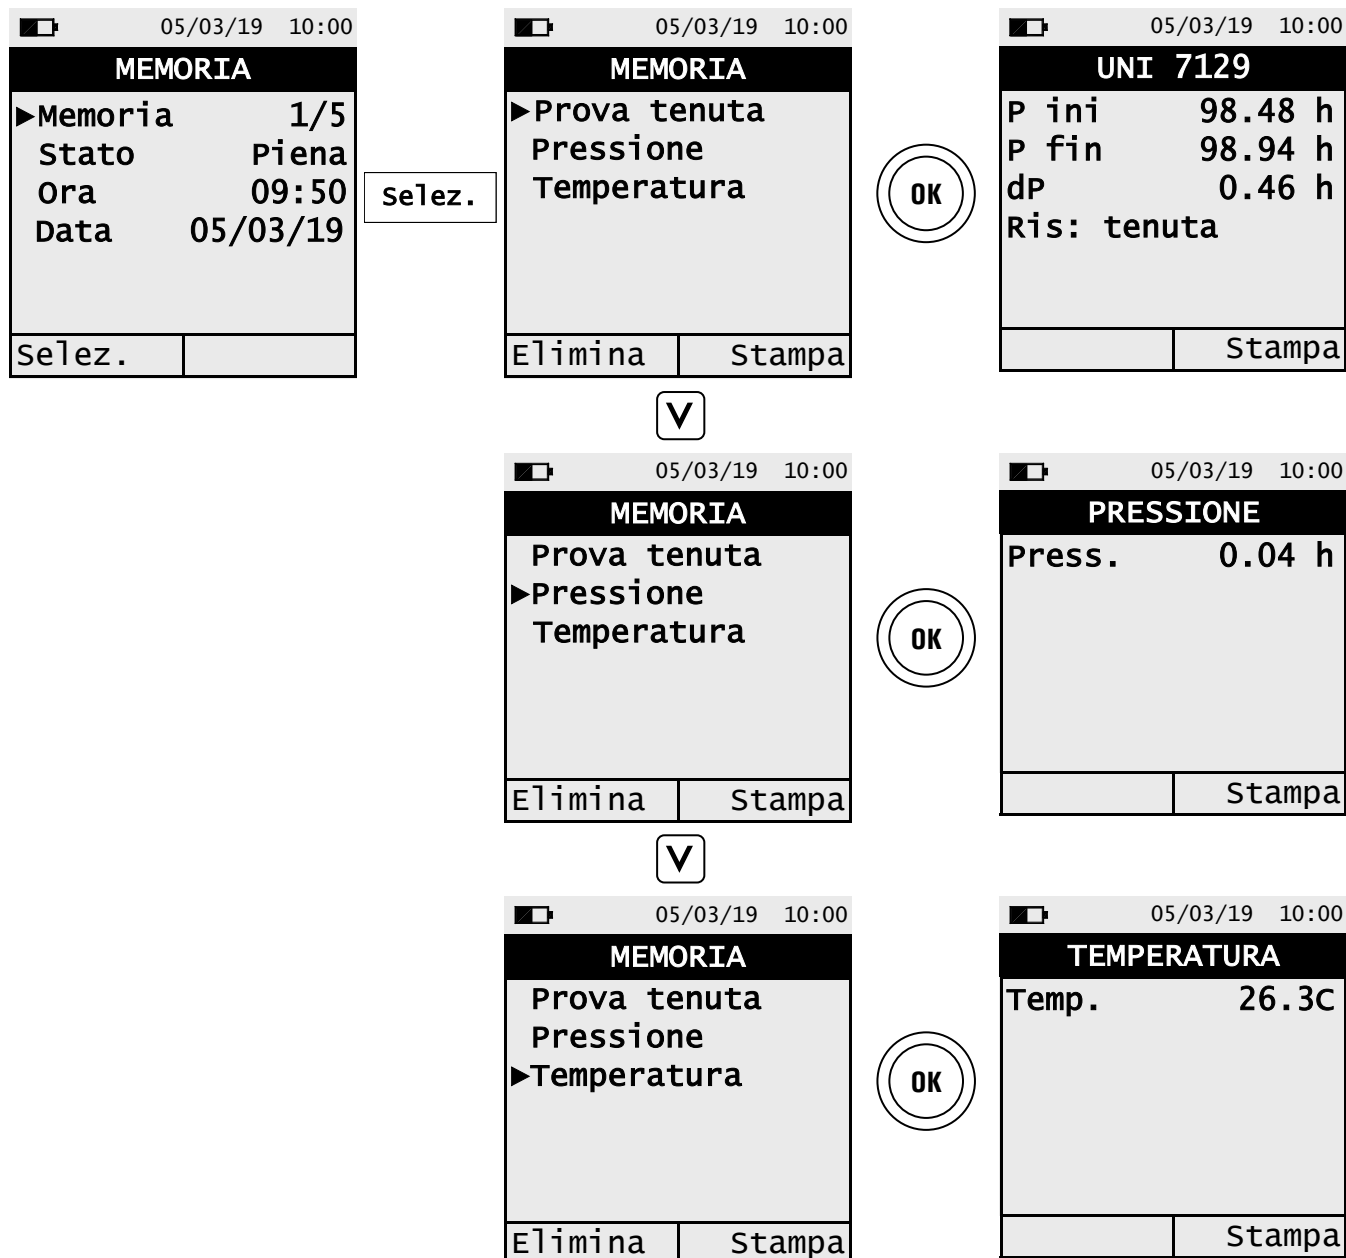 05/03/19 10:00
MEMORIA
►Memoria 1/5
Stato Piena
Ora 09:50
Data 05/03/19
Selez.
Selez.
05/03/19 10:00
MEMORIA
►Prova tenuta
Pressione
Temperatura
Elimina Stampa
OK
05/03/19 10:00
UNI 7129
P ini 98.48 h
P fin 98.94 h
dP 0.46 h
Ris: tenuta
Stampa
V
05/03/19 10:00
MEMORIA
Prova tenuta
►Pressione
Temperatura
Elimina Stampa
OK
05/03/19 10:00
PRESSIONE
Press. 0.04 h
Stampa
V
05/03/19 10:00
MEMORIA
Prova tenuta
Pressione
►Temperatura
Elimina Stampa
OK
05/03/19 10:00
TEMPERATURA
Temp. 26.3C
Stampa